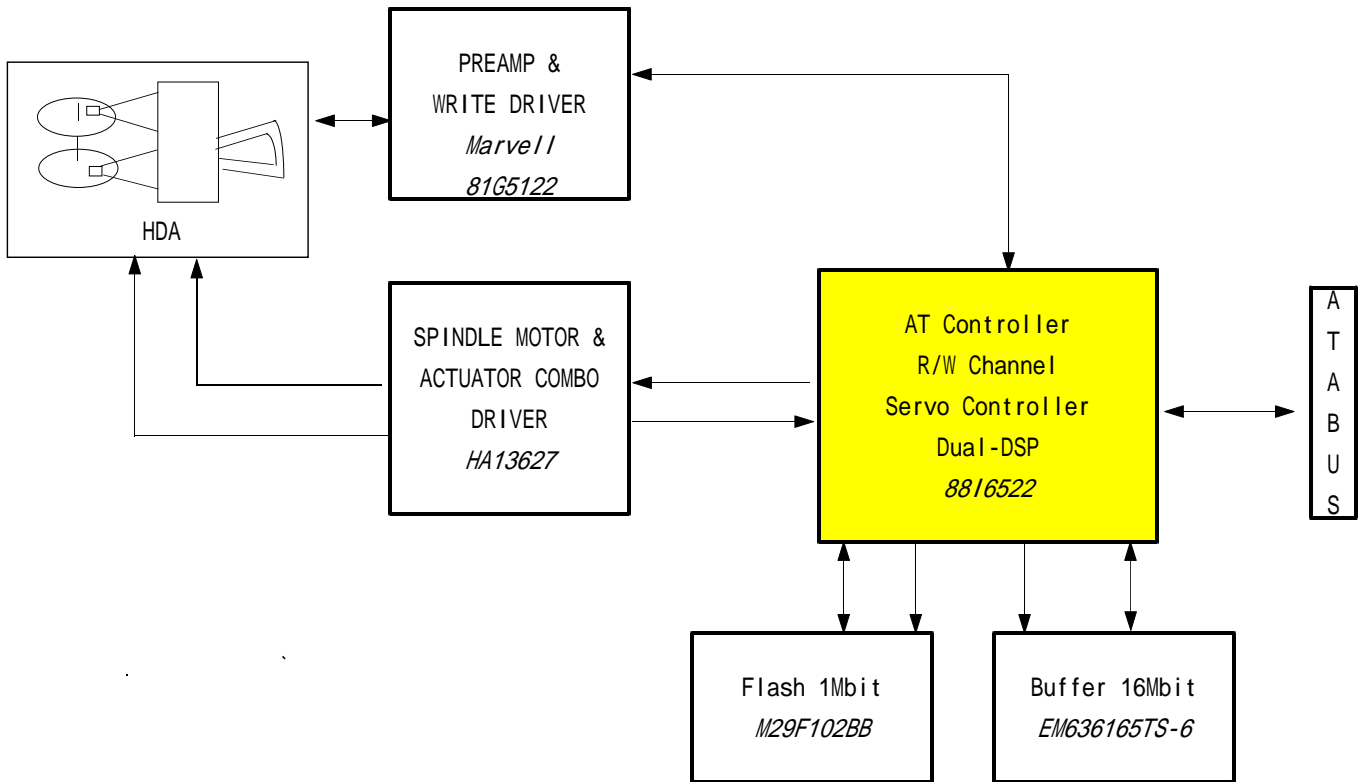 PREAMP &
WRITE DRIVER
Marvell
81G5122
HDA
SPINDLE MOTOR &
ACTUATOR COMBO
DRIVER
HA13627
AT Controller
R/W Channel
Servo Controller
Dual-DSP
88I6522
A
T
A
B
U
S
Flash 1Mbit
M29F102BB
Buffer 16Mbit
EM636165TS-6